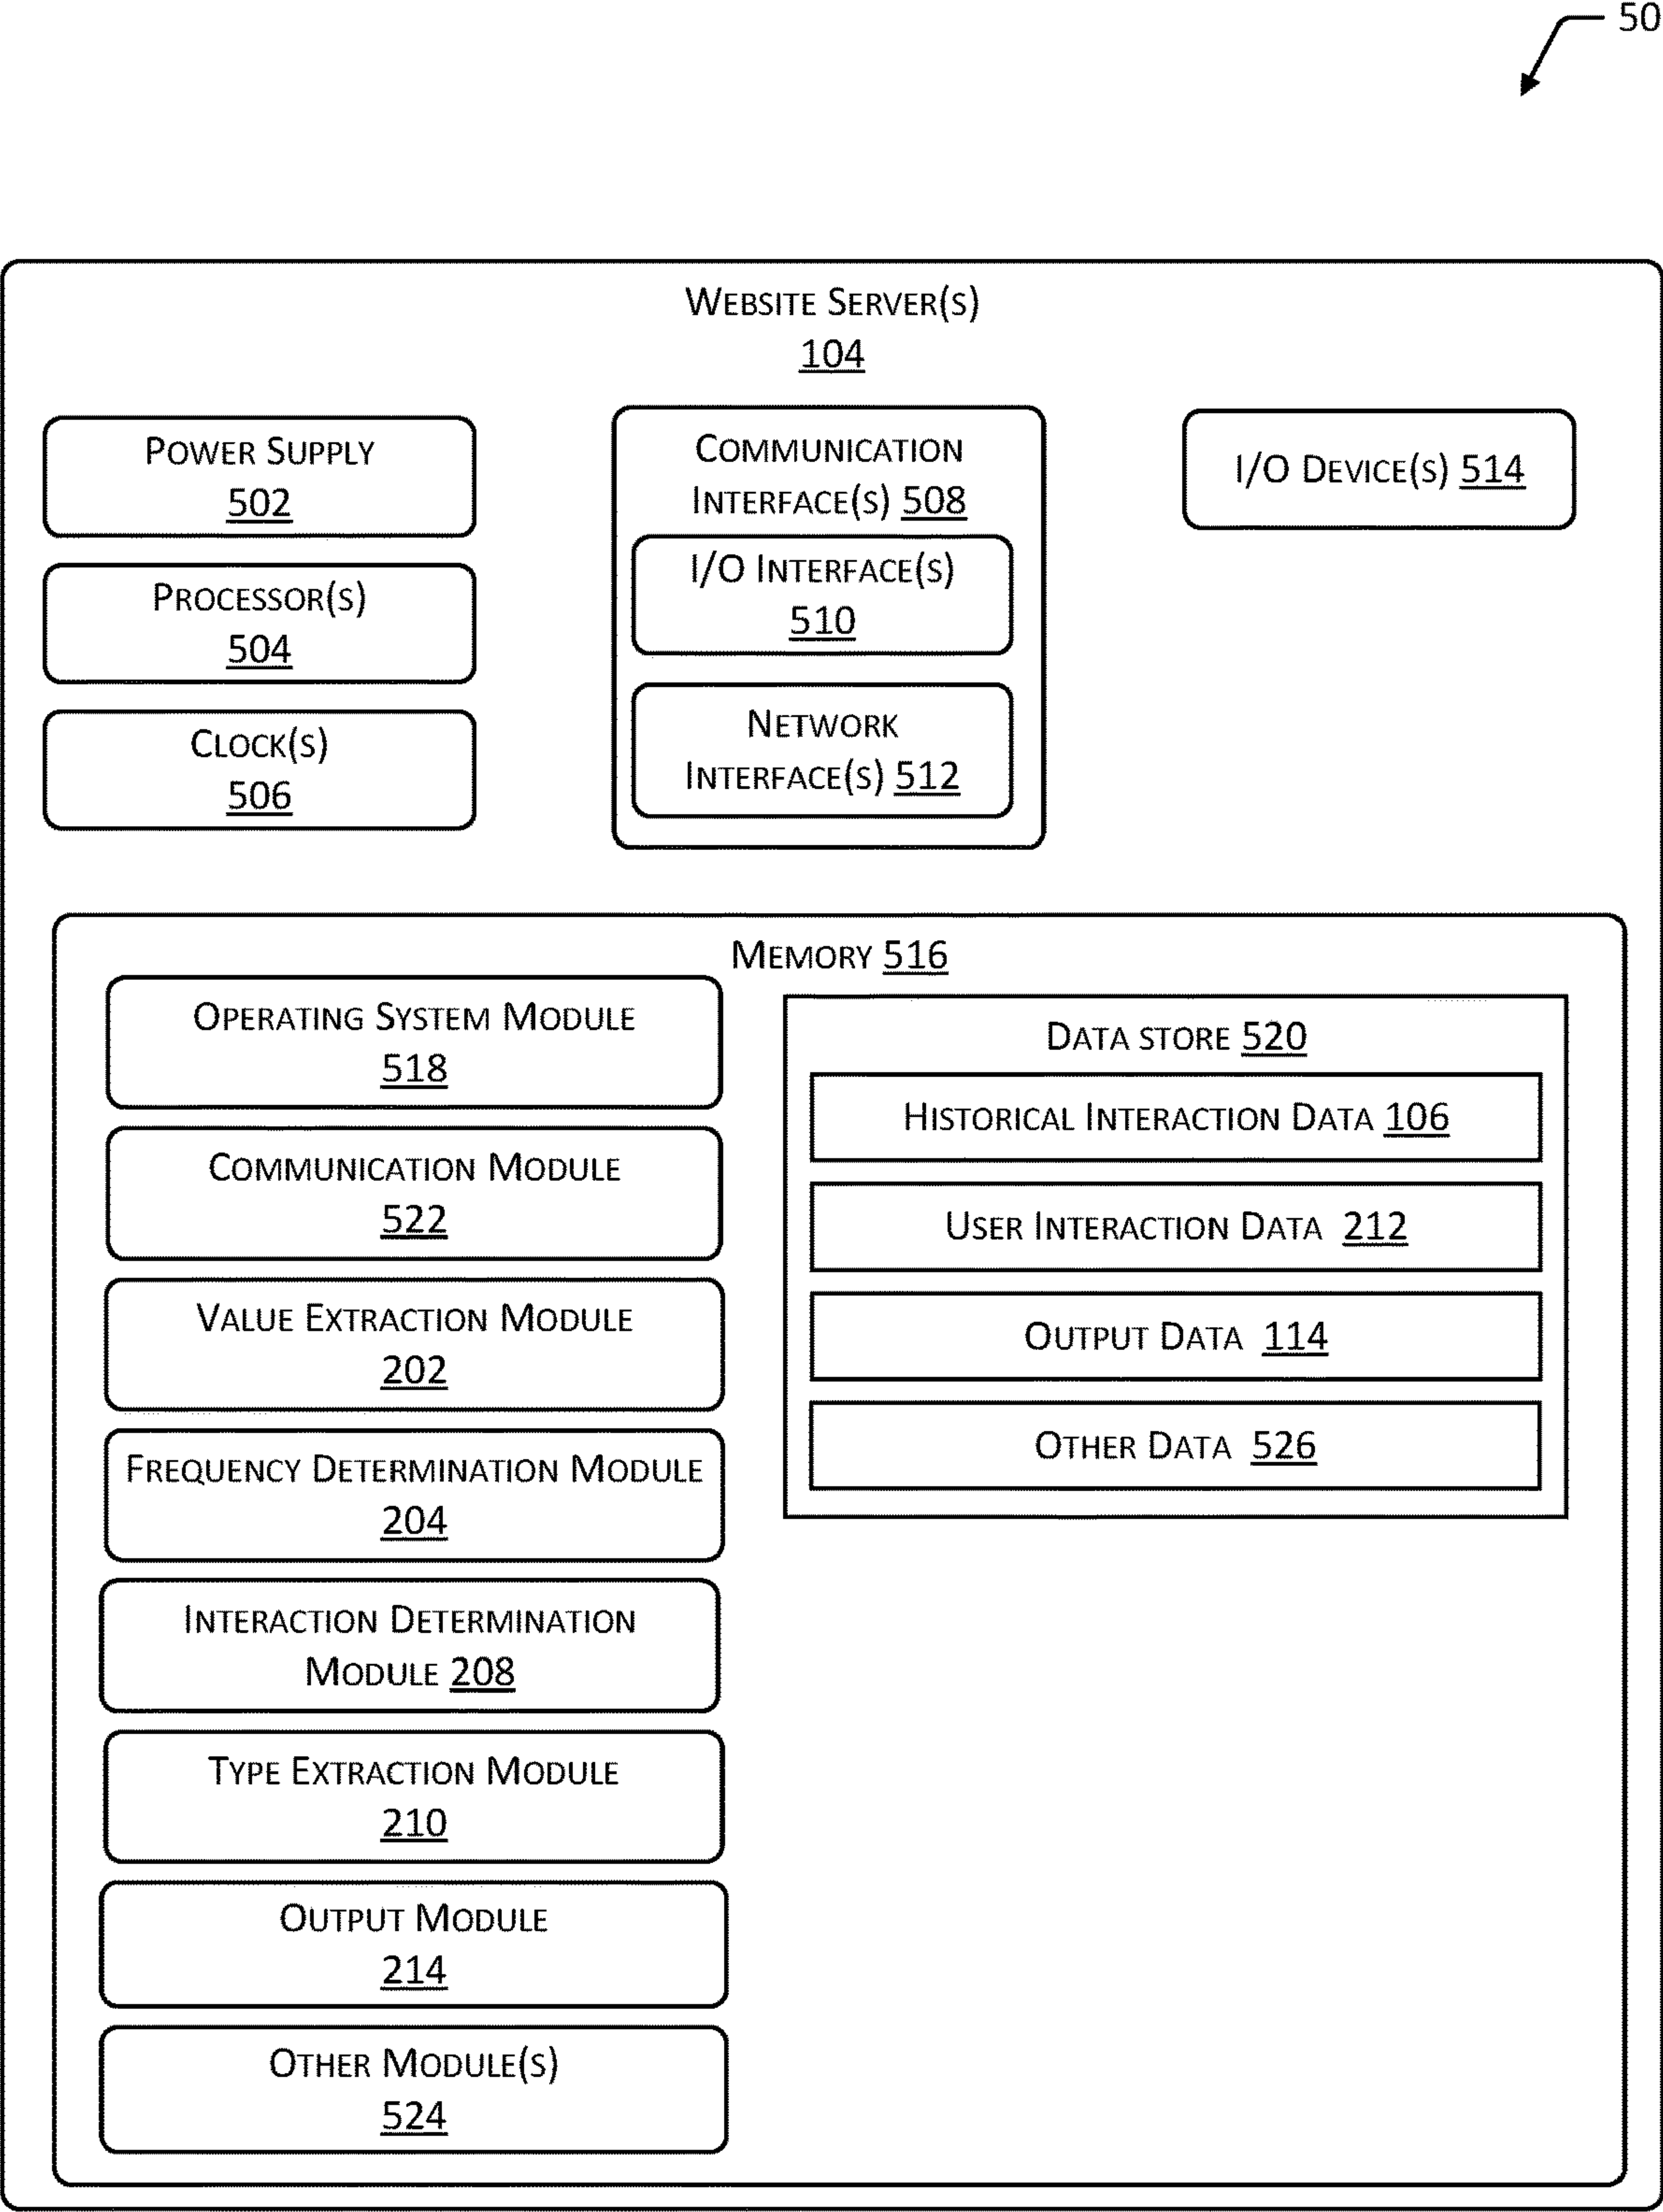 50
WEBSITE SERVER(S)
104
POWER SUPPLY
502
PROCESSOR(S)
504
CLOCK(S)
506
COMMUNICATION
INTERFACE(S) 508
I/O INTERFACE(S)
510
NETWORK
INTERFACE(S) 512
I/O DEVICE(S) 514
MEMORY 516
OPERATING SYSTEM MODULE
518
COMMUNICATION MODULE
522
VALUE EXTRACTION MODULE
202
FREQUENCY DETERMINATION MODULE
204
INTERACTION DETERMINATION
MODULE 208
TYPE EXTRACTION MODULE
210
OUTPUT MODULE
214
OTHER MODULE(S)
524
DATA STORE 520
HISTORICAL INTERACTION DATA 106
USER INTERACTION DATA 212
OUTPUT DATA 114
OTHER DATA 526